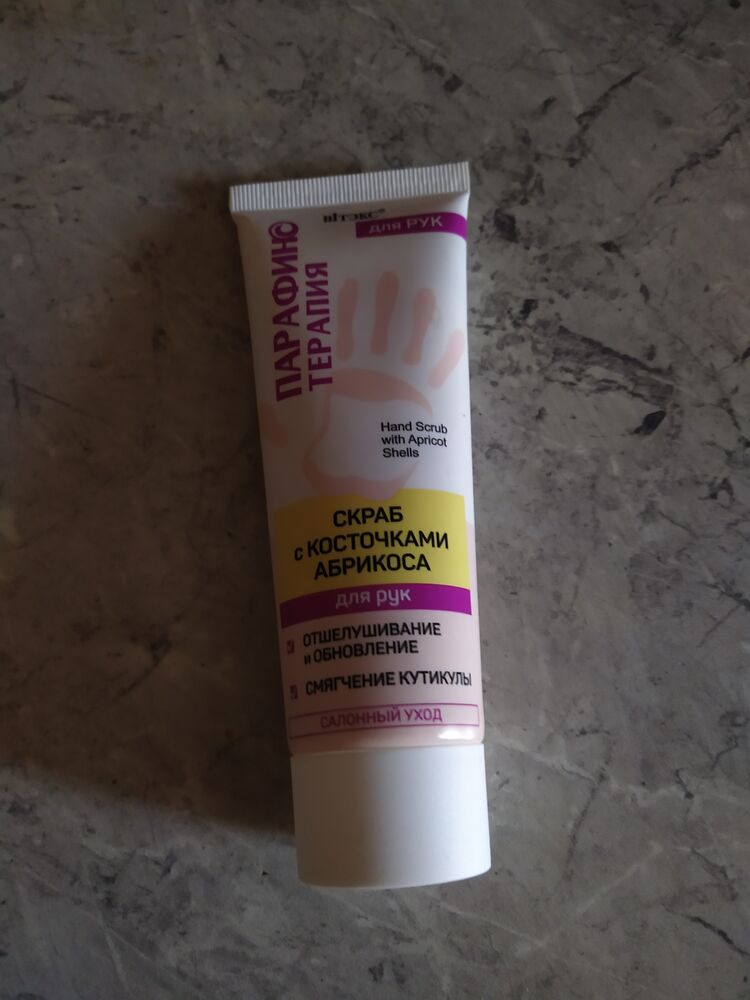 ВІТЭКС®
для РУК
ПАРАФИНО
ТЕРАПИЯ
Hand Scrub
with Apricot
Shells
СКРАБ
с КОСТОЧКАМИ
АБРИКОСА
для рук
ОТШЕЛУШИВАНИЕ
и ОБНОВЛЕНИЕ
СМЯГЧЕНИЕ КУТИКУЛЫ
САЛОННЫЙ УХОД